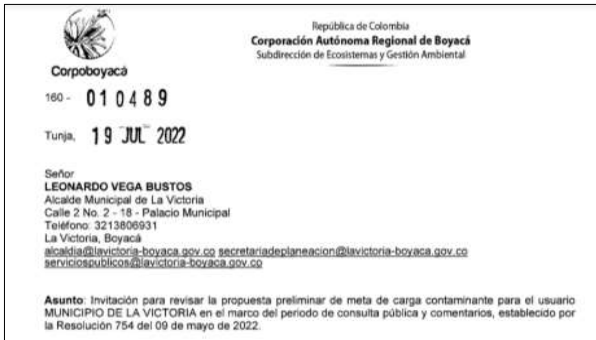 República de Colombia
Corporación Autónoma Regional de Boyacá
Subdirección de Ecosistemas y Gestión Ambiental
Corpoboyacá
160 - 010489
Tunja, 19 JUL 2022
Señor
LEONARDO VEGA BUSTOS
Alcalde Municipal de La Victoria
Calle 2 No. 2 - 18 - Palacio Municipal
Teléfono: 3213806931
La Victoria, Boyacá
alcaldia@lavictoria-boyaca.gov.co secretariadeplaneacion@lavictoria-boyaca.gov.co
serviciospublicos@lavictoria-boyaca.gov.co
Asunto: Invitación para revisar la propuesta preliminar de meta de carga contaminante para el usuario
MUNICIPIO DE LA VICTORIA en el marco del periodo de consulta pública y comentarios, establecido por
la Resolución 754 del 09 de mayo de 2022.